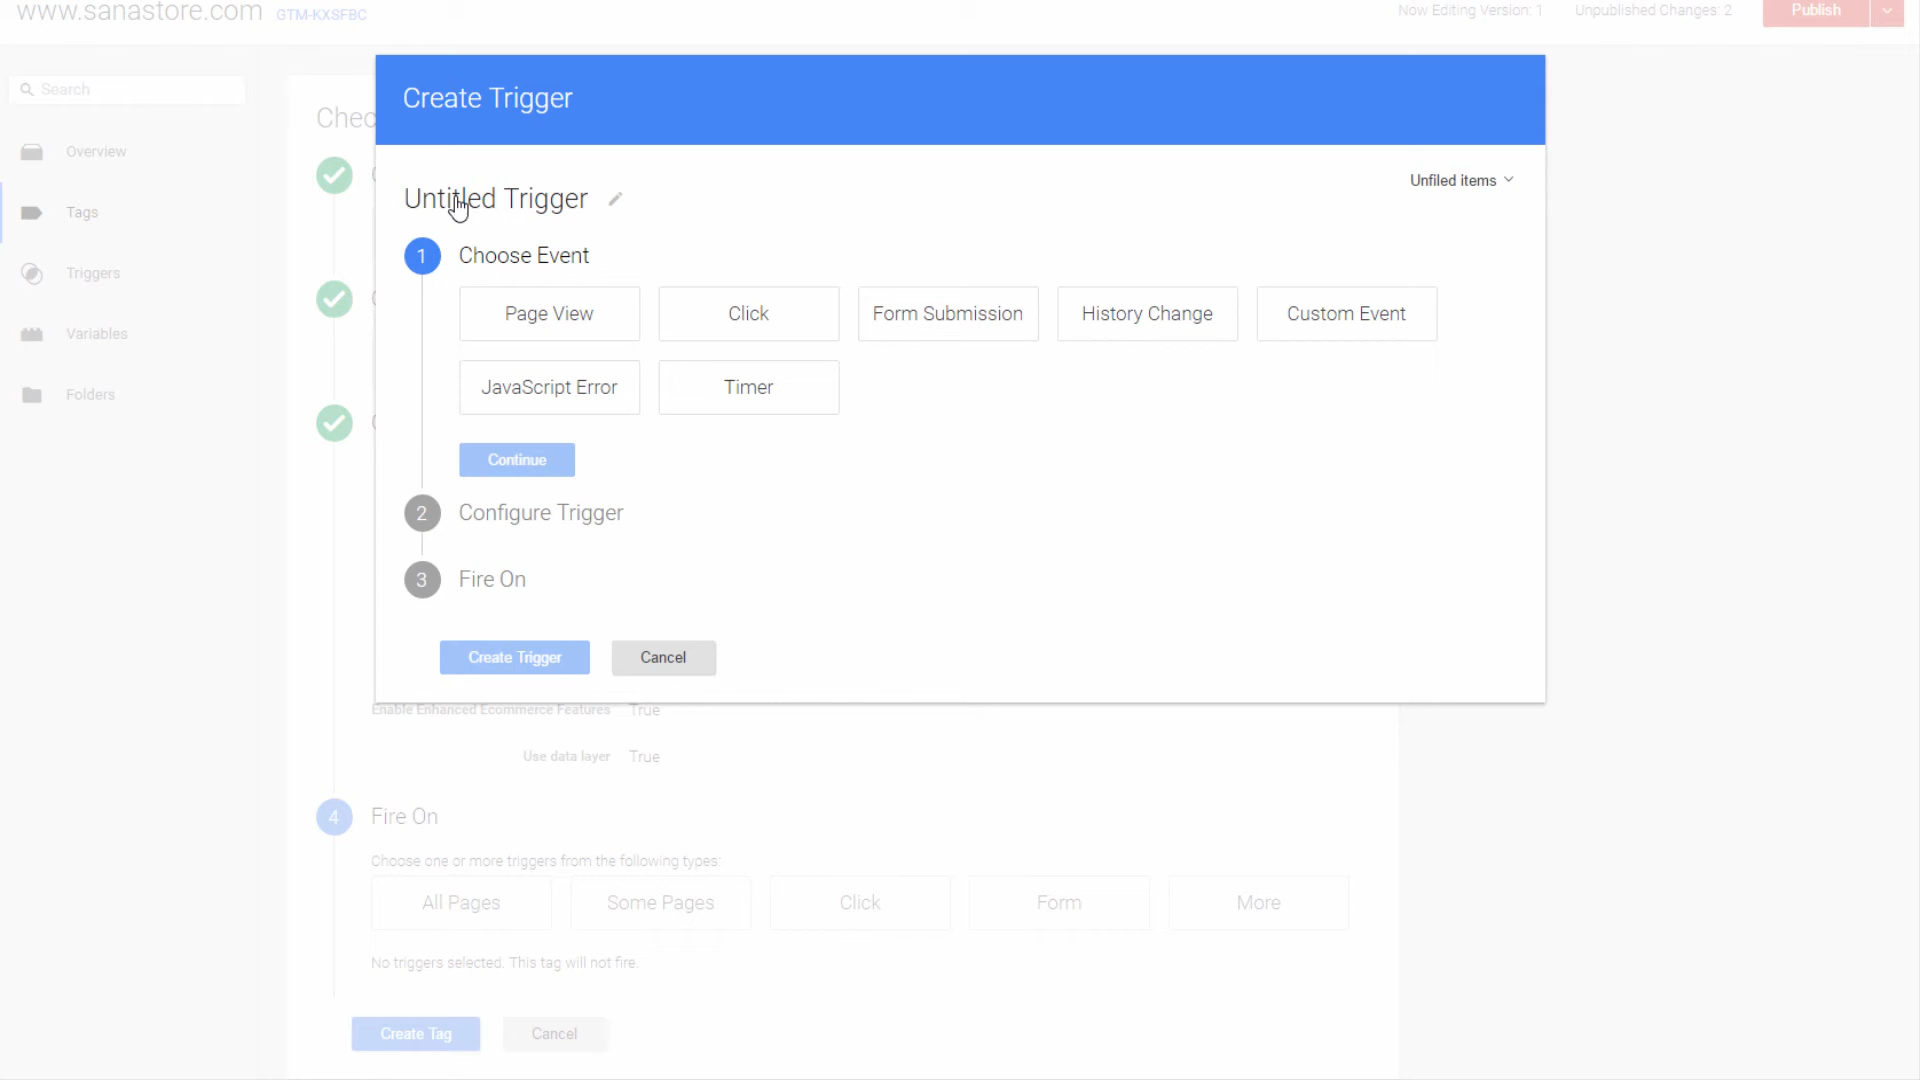 www.sanastore.com GTM-KXSFBC
Now Editing Version: 1 Unpublished Changes: 2 Publish
Search
Overview
Tags
Triggers
Variables
Folders
Chec
Create Trigger
Unfiled items
Untitled Trigger
1 Choose Event
Page View Click Form Submission History Change Custom Event
JavaScript Error Timer
Continue
2 Configure Trigger
3 Fire On
Create Trigger Cancel
Enable Enhanced Ecommerce Features True
Use data layer True
4 Fire On
Choose one or more triggers from the following types:
All Pages Some Pages Click Form More
No triggers selected. This tag will not fire.
Create Tag Cancel